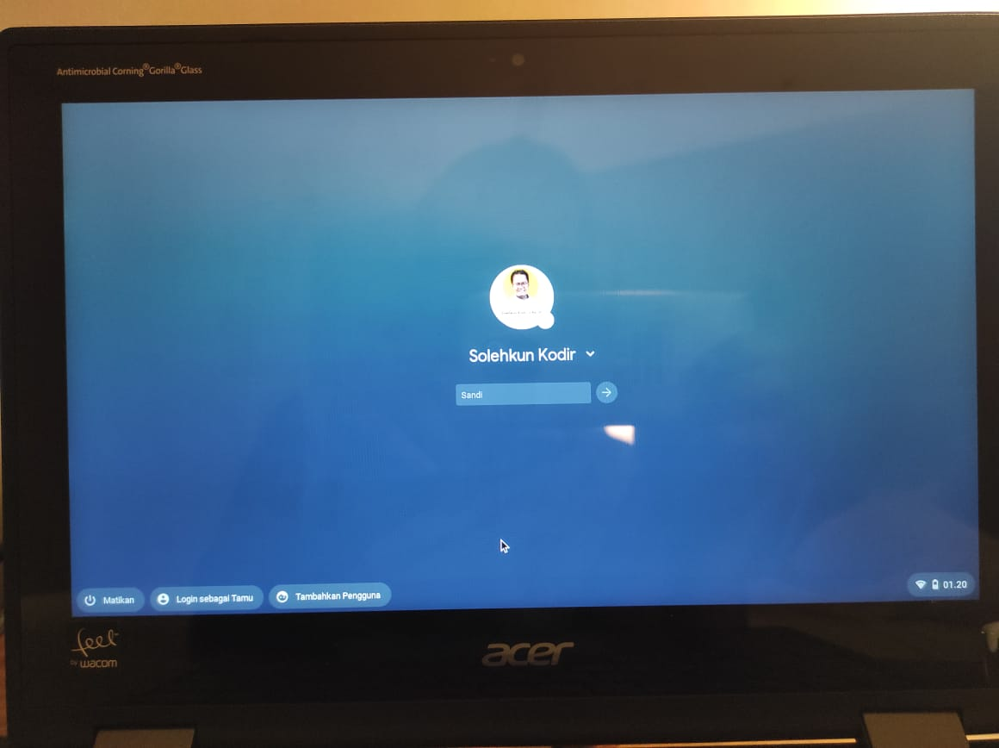 Antimicrobial Corning®Gorilla®Glass
Solehkun Kodir
Sandi
Matikan
Login sebagai Tamu
Tambahkan Pengguna
01.20
feel
by wacom
acer